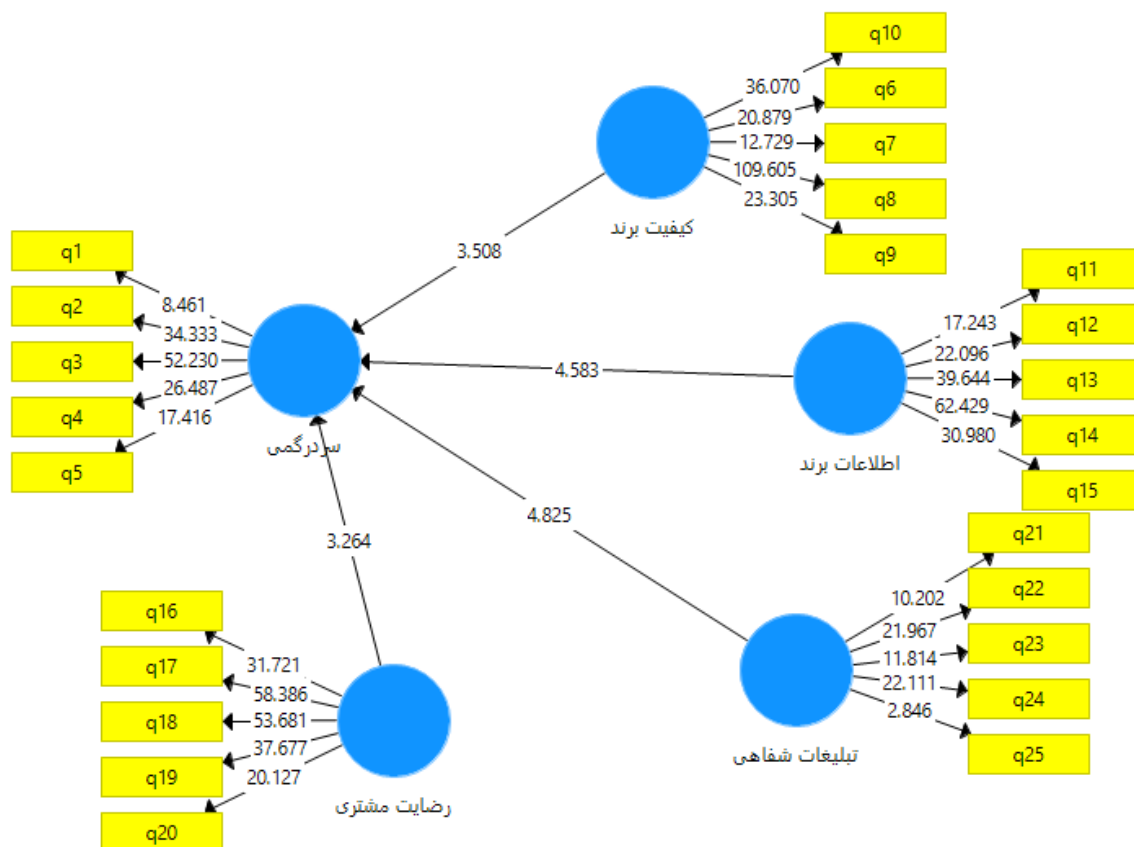 q10
q6
q7
q8
q9
36.070
20.879
12.729
109.605
23.305
کیفیت برند
3.508
q1
q2
q3
q4
q5
8.461
34.333
52.230
26.487
17.416
سردرگمی
4.583
q11
q12
q13
q14
q15
17.243
22.096
39.644
62.429
30.980
اطلاعات برند
4.825
3.264
q21
q22
q23
q24
q25
10.202
21.967
11.814
22.111
2.846
تبلیغات شفاهی
q16
q17
q18
q19
q20
31.721
58.386
53.681
37.677
20.127
رضایت مشتری